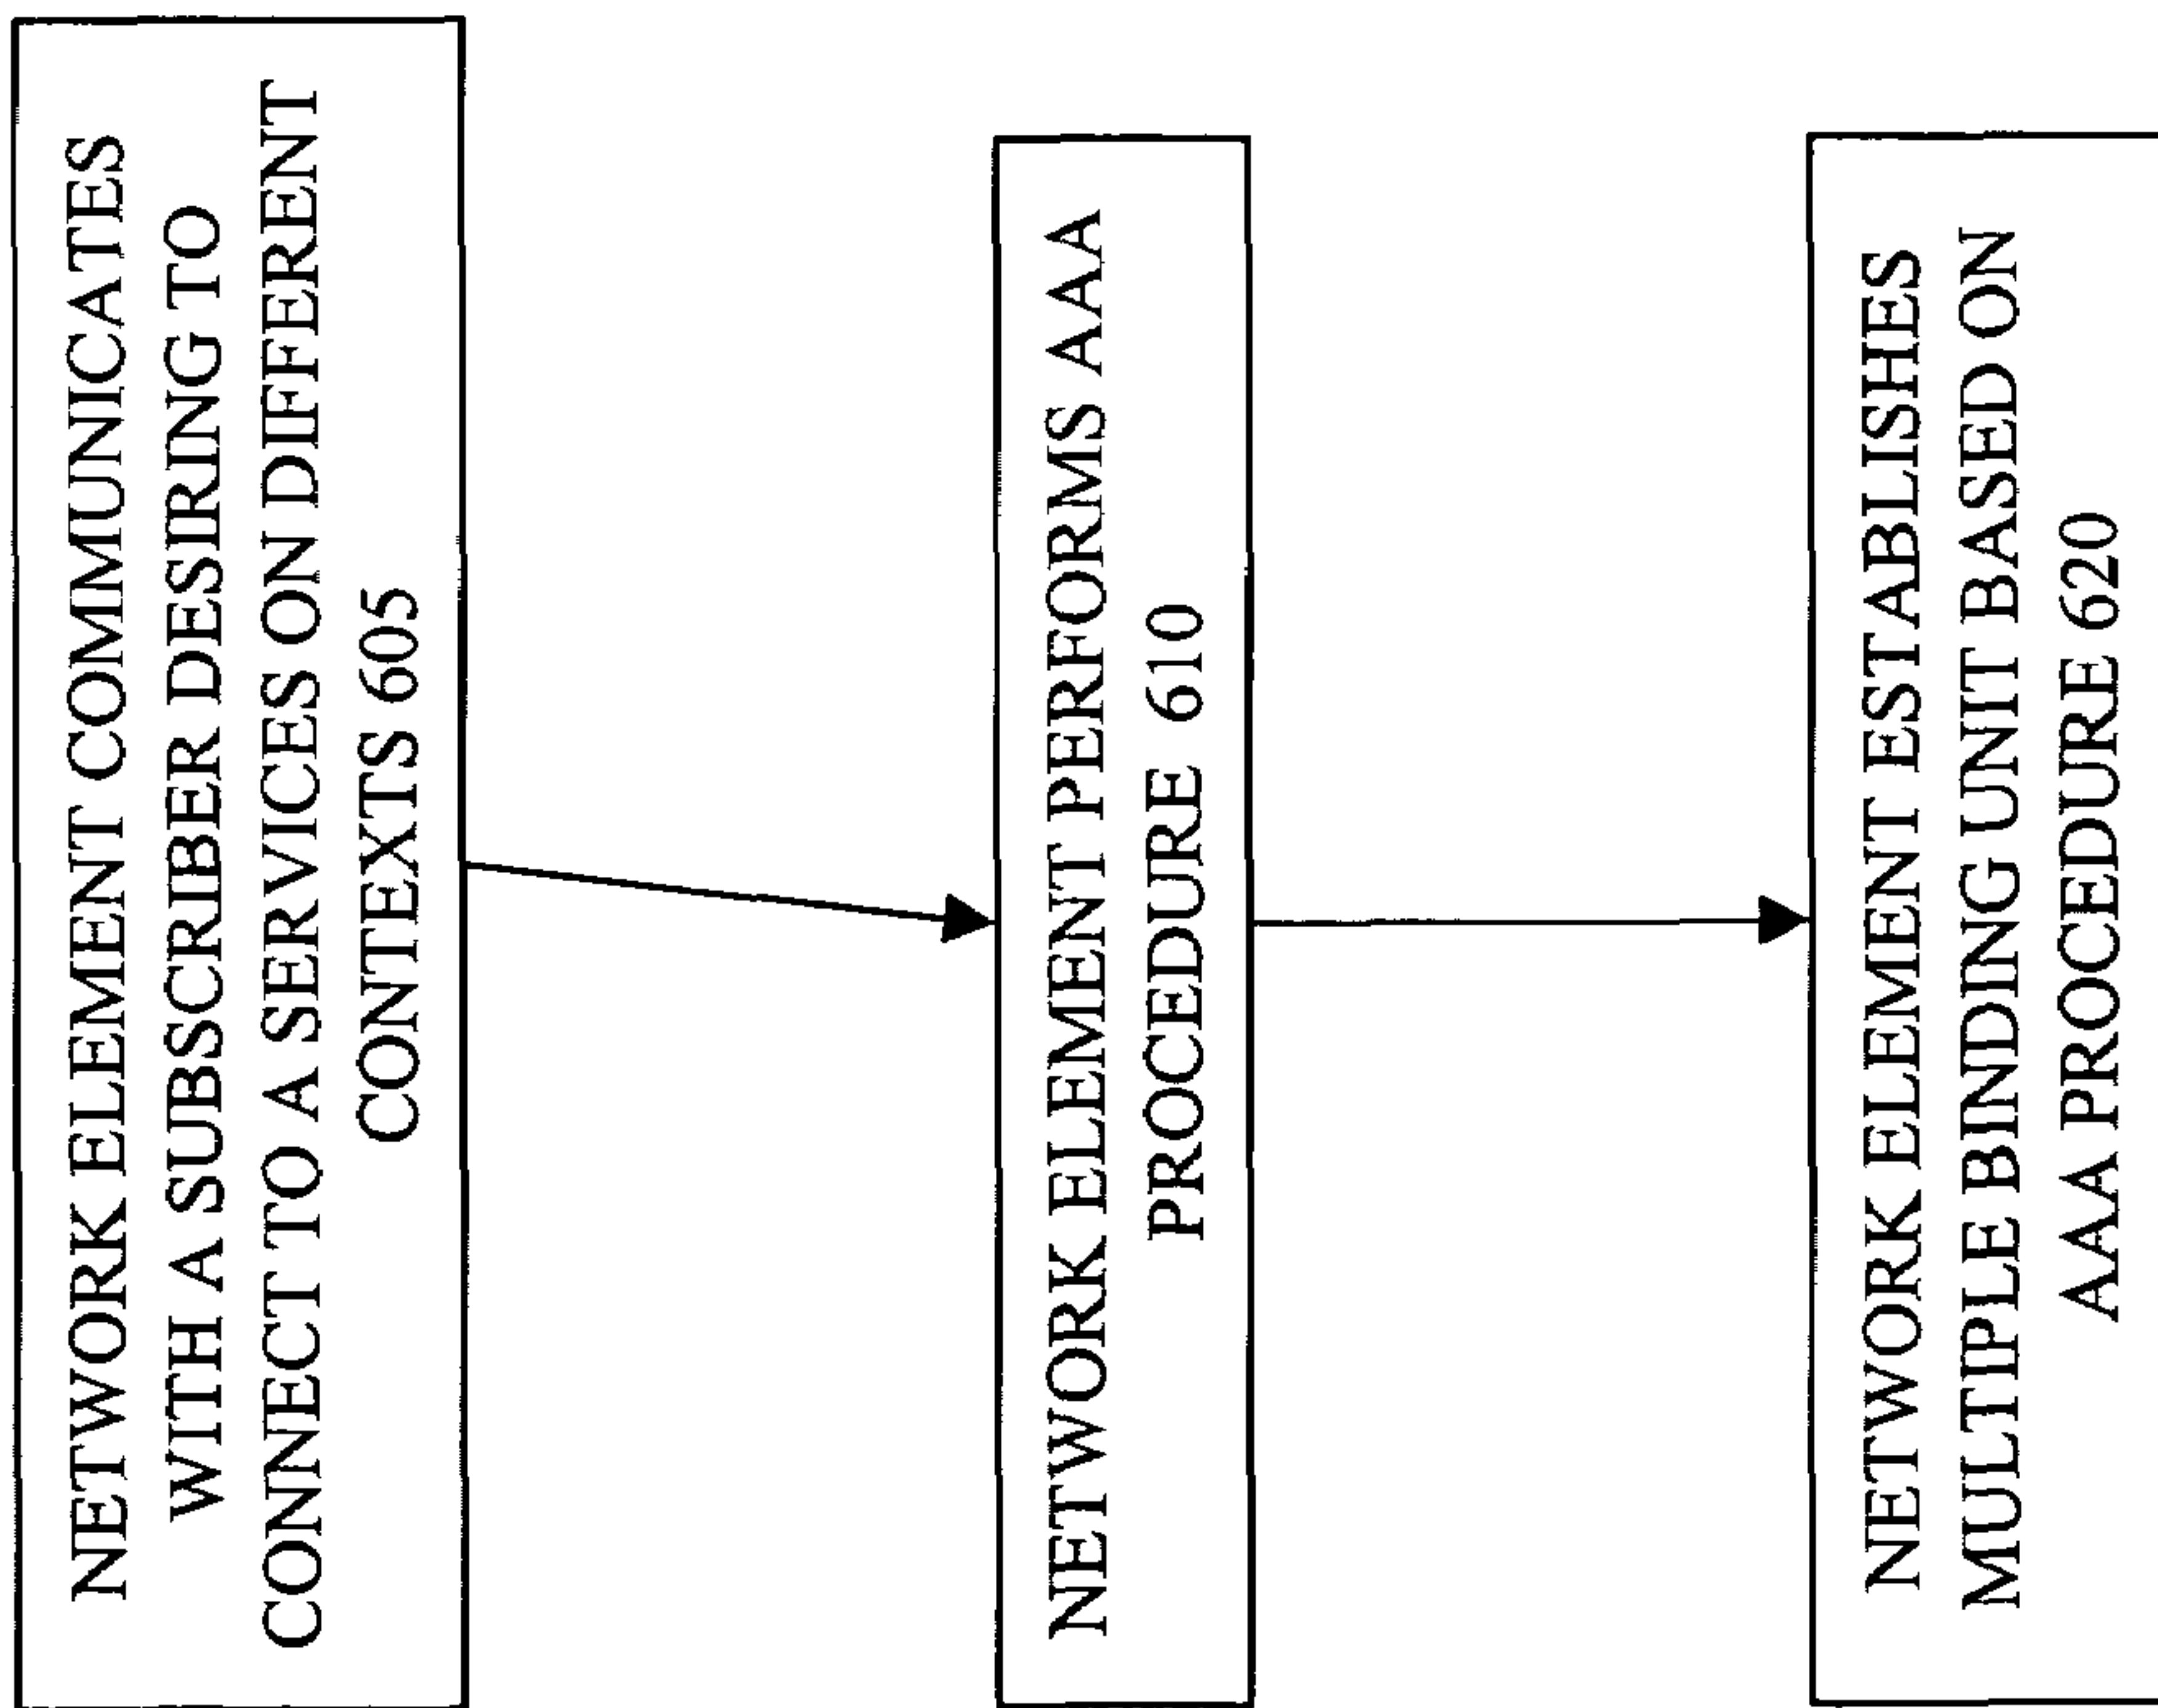 NETWORK ELEMENT COMMUNICATES
WITH A SUBSCRIBER DESIRING TO
CONNECT TO A SERVICES ON DIFFERENT
CONTEXTS 605
NETWORK ELEMENT PERFORMS AAA
PROCEDURE 610
NETWORK ELEMENT ESTABLISHES
MULTIPLE BINDING UNIT BASED ON
AAA PROCEDURE 620